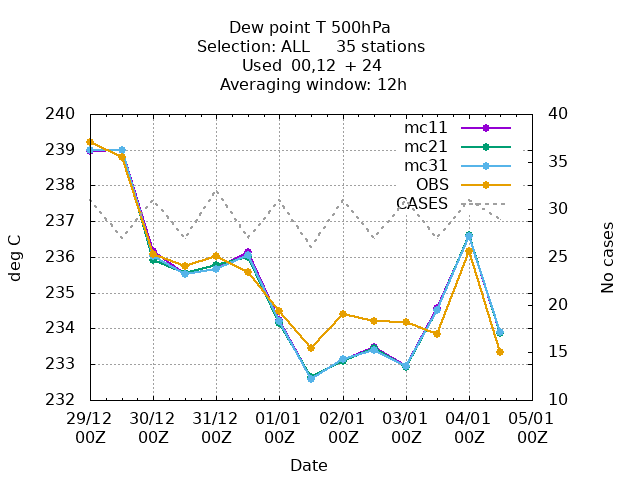 Dew point T 500hPa
Selection: ALL 35 stations
Used 00,12 + 24
Averaging window: 12h
240
239
238
237
236
235
234
233
232
deg C
40
35
30
25
20
15
10
No cases
mc11
mc21
mc31
OBS
CASES
29/12 30/12 31/12 01/01 02/01 03/01 04/01 05/01
00Z 00Z 00Z 00Z 00Z 00Z 00Z 00Z
Date